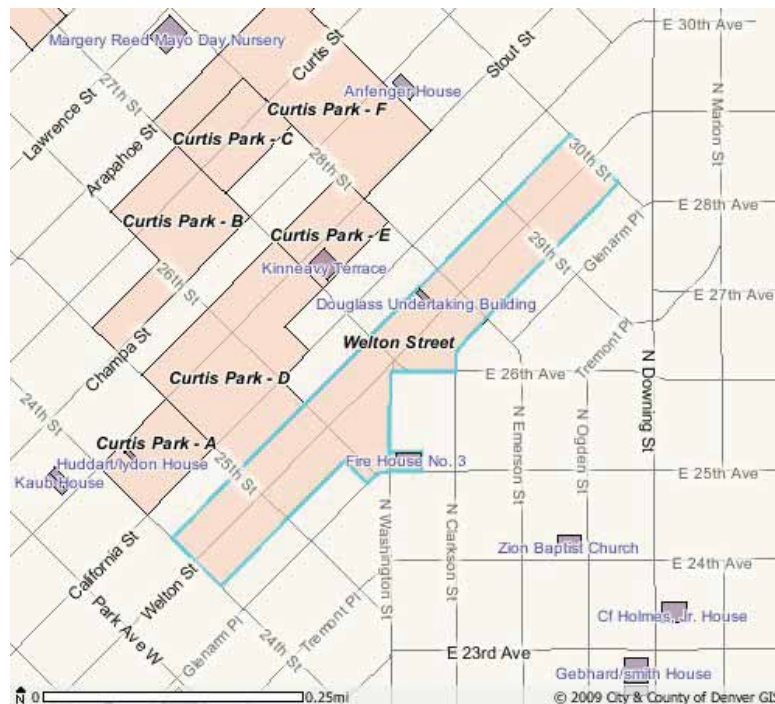 E 30th Ave
Margery Reed Mayo Day Nursery
Curtis St
Stout St
27th St
Anfenger House
N Marion St
Lawrence St
Curtis Park - F
Arapahoe St
Curtis Park - C
30th St
28th St
E 28th Ave
Curtis Park - B
Curtis Park - E
Glenarm Pl
29th St
Kinneavy Terrace
26th St
E 27th Ave
Douglass Undertaking Building
Champa St
Welton Street
Tremont Pl
Curtis Park - D
E 26th Ave
N Downing St
24th St
N Emerson St
N Ogden St
Curtis Park - A
Huddart/lydon House
Fire House No. 3
25th St
Kaub House
E 25th Ave
N Washington St
N Clarkson St
California St
Zion Baptist Church
E 24th Ave
Welton St
Park Ave W
Glenarm Pl
24th St
Tremont Pl
Cf Holmes, Jr. House
E 23rd Ave
Gebhard/smith House
N 0 0.25mi
© 2009 City & County of Denver GIS